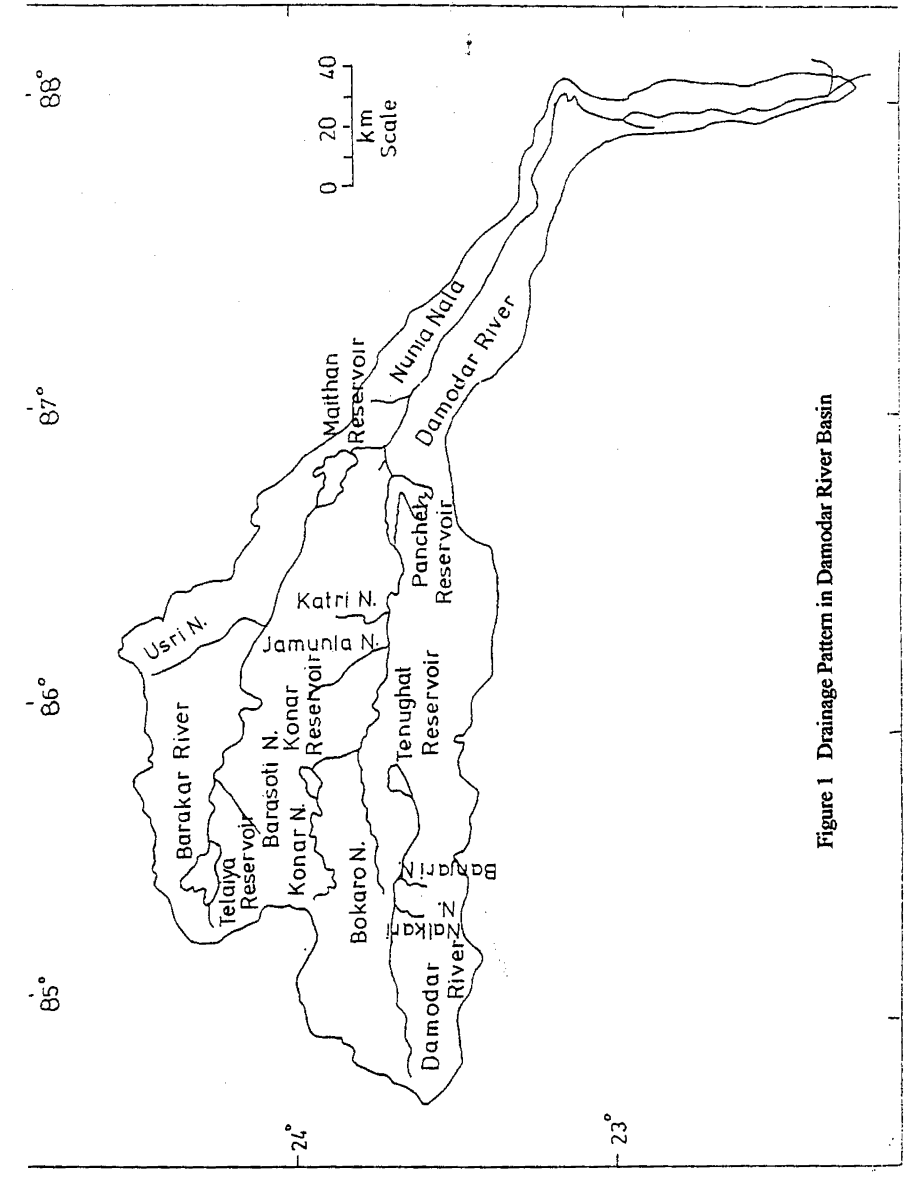 85°
86°
87°
88°
24°
23°
0 20 40
km
Scale
Usri N.
Barakar River
Telaiya
Reservoir
Barasoti N.
Konar N.
Konar
Reservoir
Jamunia N.
Katri N.
Maithan
Reservoir
Nunia Nala
Bokaro N.
Tenughat
Reservoir
Panchet
Reservoir
Damodar River
Damodar
River
Nalkari
N.
Banjari N.
Figure 1 Drainage Pattern in Damodar River Basin